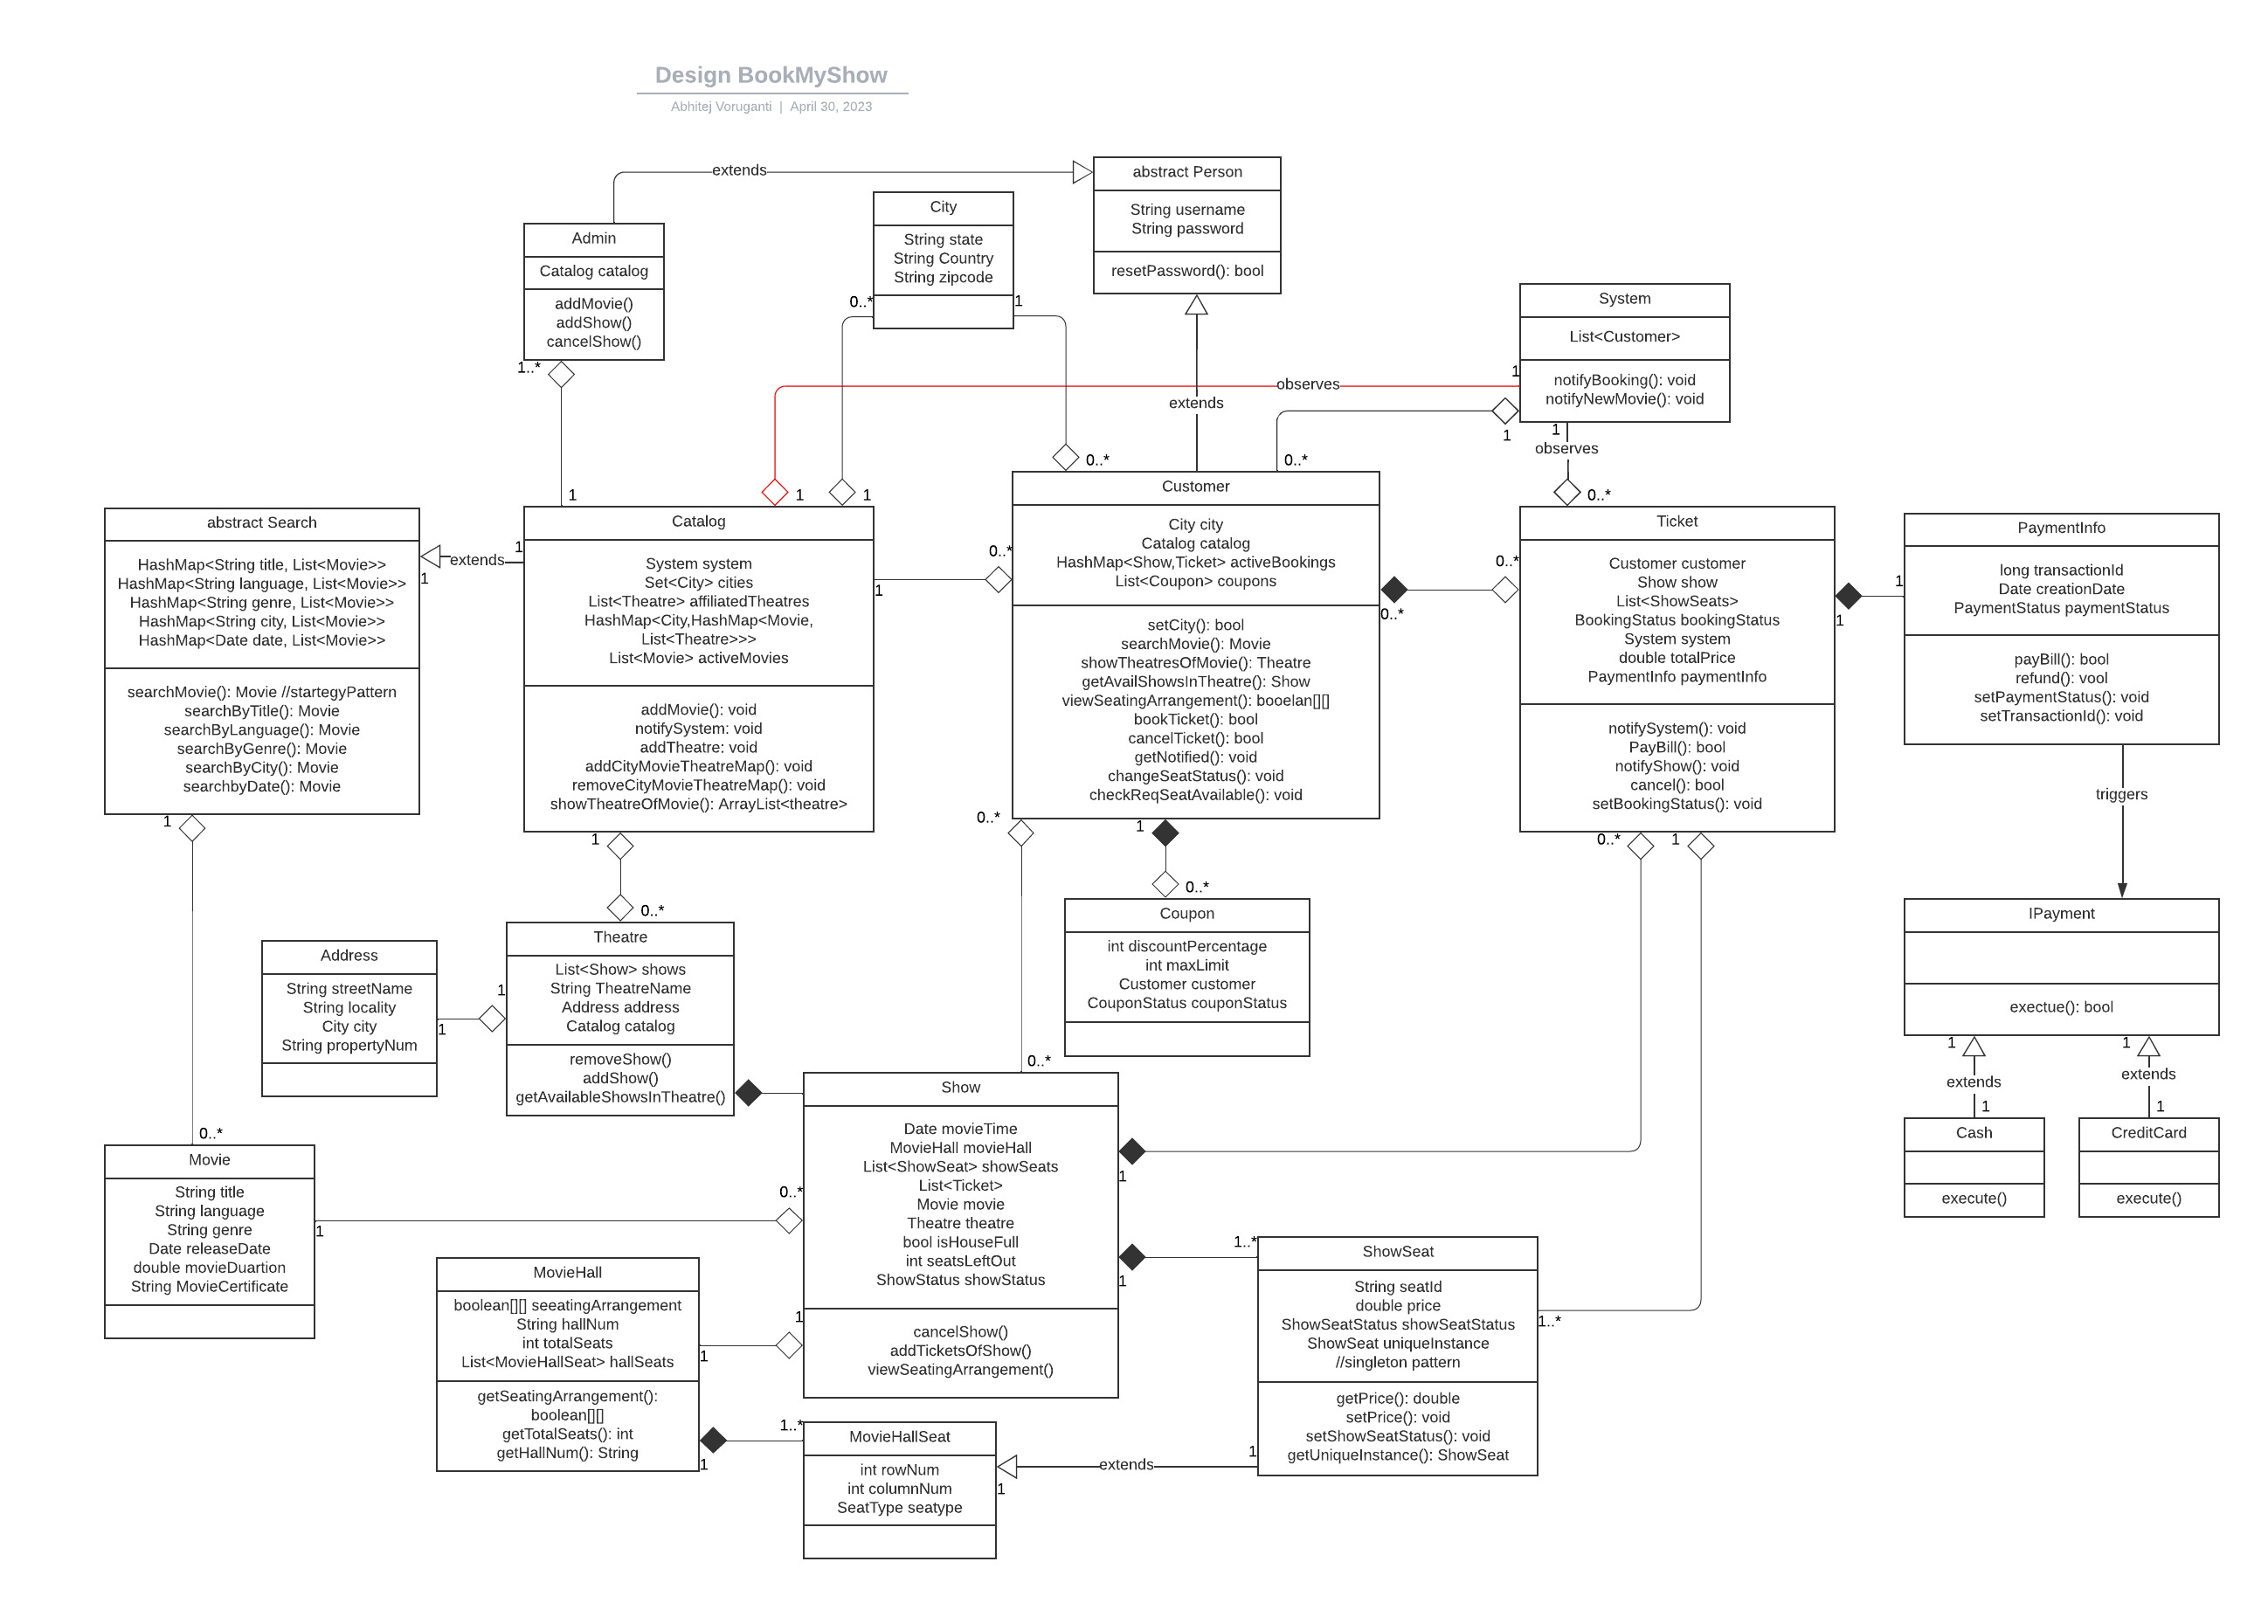 Design BookMyShow
Abhitej Voruganti | April 30, 2023
extends
abstract Person
String username
String password
resetPassword(): bool
City
String state
String Country
String zipcode
0..*
1
Admin
Catalog catalog
addMovie()
addShow()
cancelShow()
1..*
1
System
List<Customer>
notifyBooking(): void
notifyNewMovie(): void
1
observes
1
extends
1
observes
0..*
0..*
0..*
1
1
abstract Search
HashMap<String title, List<Movie>>
HashMap<String language, List<Movie>>
HashMap<String genre, List<Movie>>
HashMap<String city, List<Movie>>
HashMap<Date date, List<Movie>>
searchMovie(): Movie //startegyPattern
searchByTitle(): Movie
searchByLanguage(): Movie
searchByGenre(): Movie
searchByCity(): Movie
searchbyDate(): Movie
1
extends
1
1
Catalog
System system
Set<City> cities
List<Theatre> affiliatedTheatres
HashMap<City,HashMap<Movie,
List<Theatre>>>
List<Movie> activeMovies
addMovie(): void
notifySystem: void
addTheatre: void
addCityMovieTheatreMap(): void
removeCityMovieTheatreMap(): void
showTheatreOfMovie(): ArrayList<theatre>
1
0..*
1
Customer
City city
Catalog catalog
HashMap<Show,Ticket> activeBookings
List<Coupon> coupons
setCity(): bool
searchMovie(): Movie
showTheatresOfMovie(): Theatre
getAvailShowsInTheatre(): Show
viewSeatingArrangement(): booelan[][]
bookTicket(): bool
cancelTicket(): bool
getNotified(): void
changeSeatStatus(): void
checkReqSeatAvailable(): void
0..*
1
0..*
0..*
Ticket
Customer customer
Show show
List<ShowSeats>
BookingStatus bookingStatus
System system
double totalPrice
PaymentInfo paymentInfo
notifySystem(): void
PayBill(): bool
notifyShow(): void
cancel(): bool
setBookingStatus(): void
0..*
1
1
1
PaymentInfo
long transactionId
Date creationDate
PaymentStatus paymentStatus
payBill(): bool
refund(): vool
setPaymentStatus(): void
setTransactionId(): void
triggers
IPayment
exectue(): bool
1
extends
1
1
extends
1
Cash
execute()
CreditCard
execute()
0..*
Coupon
int discountPercentage
int maxLimit
Customer customer
CouponStatus couponStatus
0..*
Theatre
List<Show> shows
String TheatreName
Address address
Catalog catalog
removeShow()
addShow()
getAvailableShowsInTheatre()
1
1
Address
String streetName
String locality
City city
String propertyNum
0..*
Movie
String title
String language
String genre
Date releaseDate
double movieDuartion
String MovieCertificate
1
0..*
0..*
Show
Date movieTime
MovieHall movieHall
List<ShowSeat> showSeats
List<Ticket>
Movie movie
Theatre theatre
bool isHouseFull
int seatsLeftOut
ShowStatus showStatus
cancelShow()
addTicketsOfShow()
viewSeatingArrangement()
1
1
1
1
MovieHall
boolean[][] seeatingArrangement
String hallNum
int totalSeats
List<MovieHallSeat> hallSeats
getSeatingArrangement():
boolean[][]
getTotalSeats(): int
getHallNum(): String
1
1..*
MovieHallSeat
int rowNum
int columnNum
SeatType seatype
1
extends
1
1..*
ShowSeat
String seatId
double price
ShowSeatStatus showSeatStatus
ShowSeat uniqueInstance
//singleton pattern
getPrice(): double
setPrice(): void
setShowSeatStatus(): void
getUniqueInstance(): ShowSeat
1..*